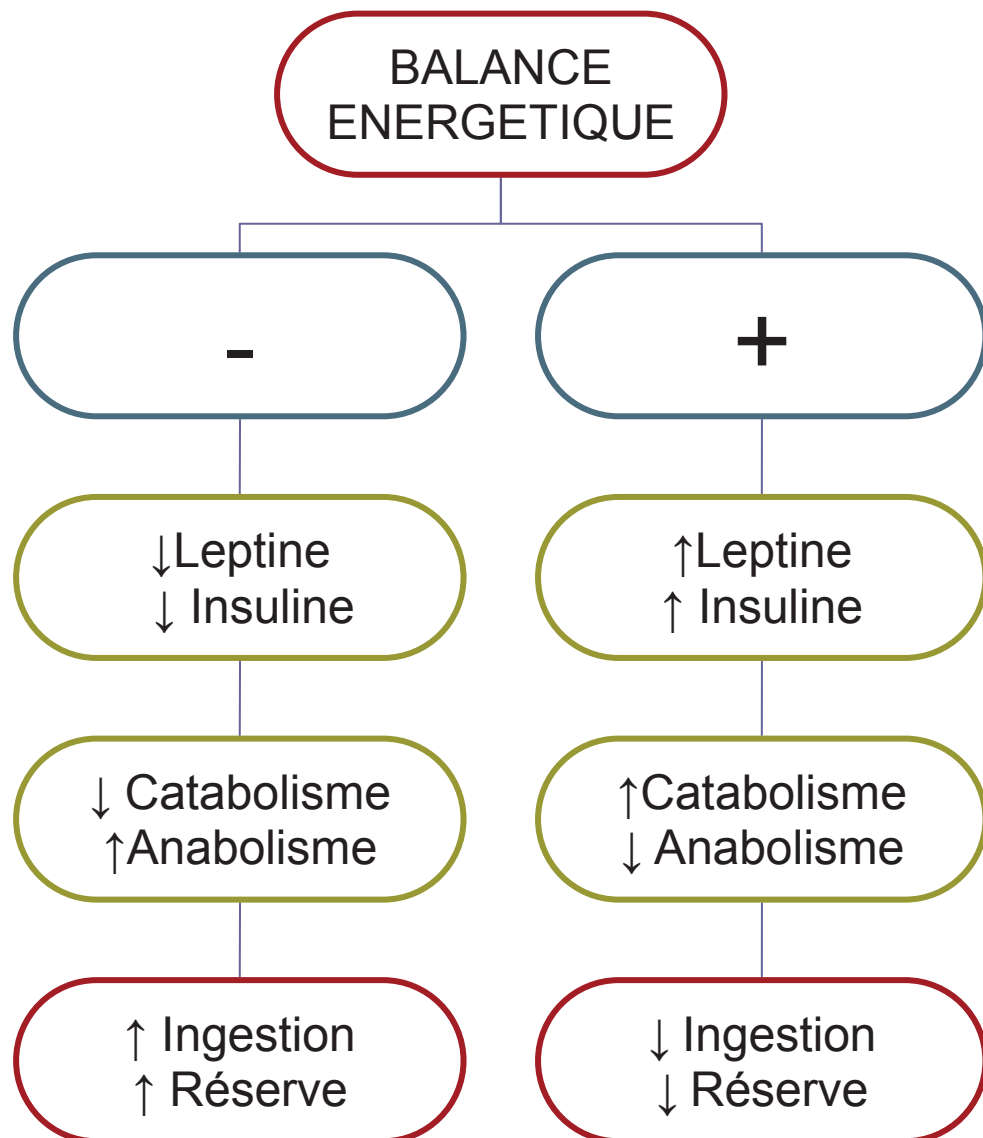 BALANCE
ENERGETIQUE
-
+
↓Leptine
↓ Insuline
↑Leptine
↑ Insuline
↓ Catabolisme
↑Anabolisme
↑Catabolisme
↓ Anabolisme
↑ Ingestion
↑ Réserve
↓ Ingestion
↓ Réserve